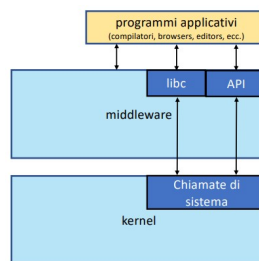 programmi applicativi
(compilatori, browsers, editors, ecc.)
libc
API
middleware
Chiamate di
sistema
kernel